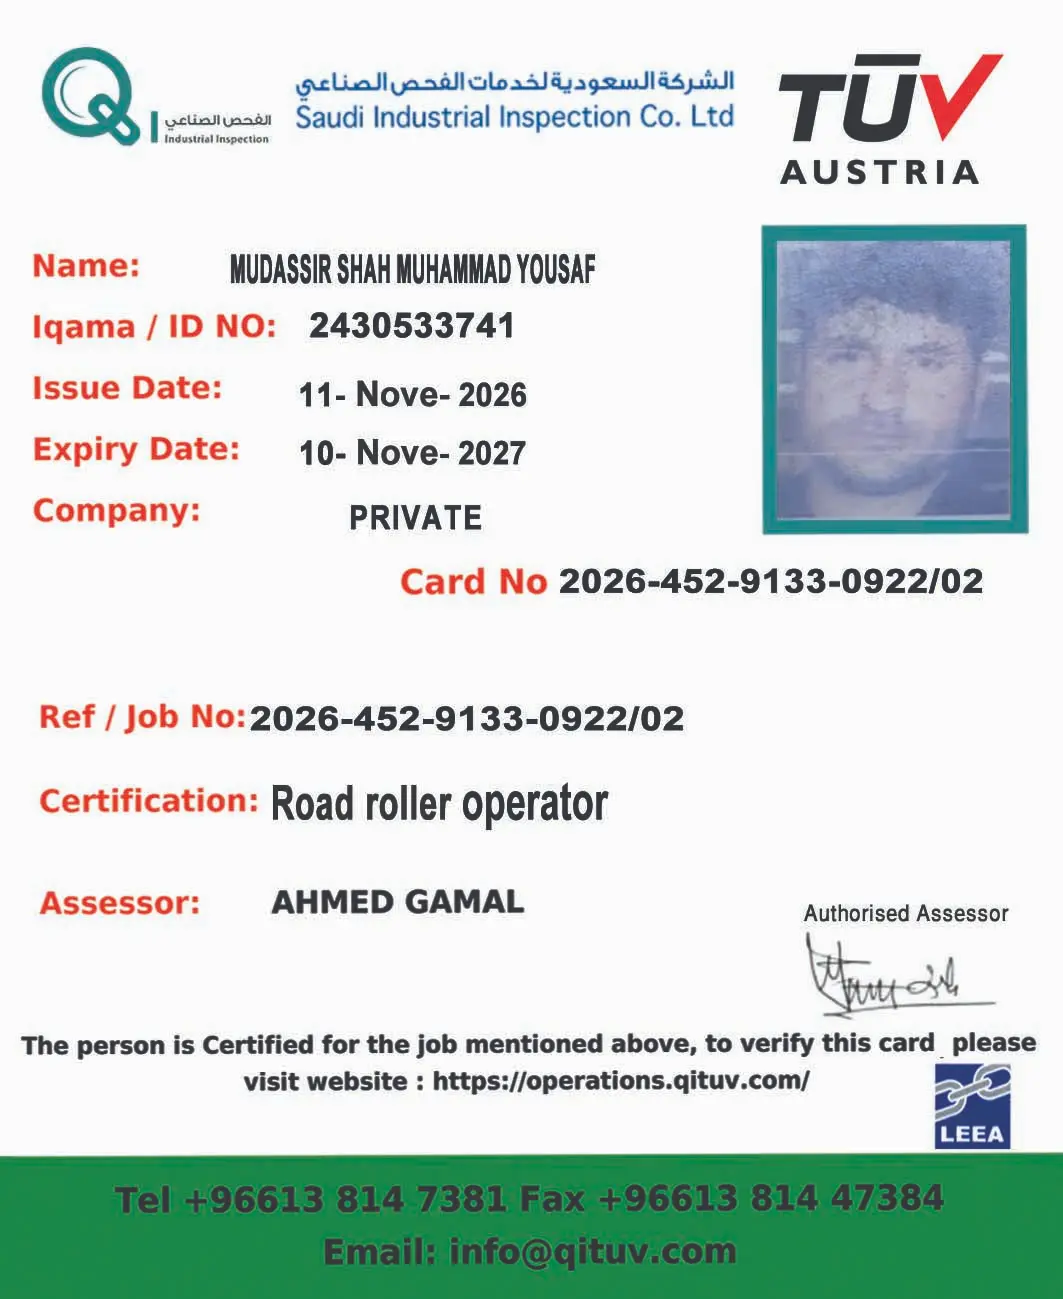 الفحص الصناعي
Industrial Inspection
الشركة السعودية لخدمات الفحص الصناعي
Saudi Industrial Inspection Co. Ltd
TÜV
AUSTRIA
Name: MUDASSIR SHAH MUHAMMAD YOUSAF
Iqama / ID NO: 2430533741
Issue Date: 11- Nove- 2026
Expiry Date: 10- Nove- 2027
Company: PRIVATE
Card No 2026-452-9133-0922/02
Ref / Job No: 2026-452-9133-0922/02
Certification: Road roller operator
Assessor: AHMED GAMAL
Authorised Assessor
The person is Certified for the job mentioned above, to verify this card please
visit website : https://operations.qituv.com/
LEEA
Tel +96613 814 7381 Fax +96613 814 47384
Email: info@qituv.com